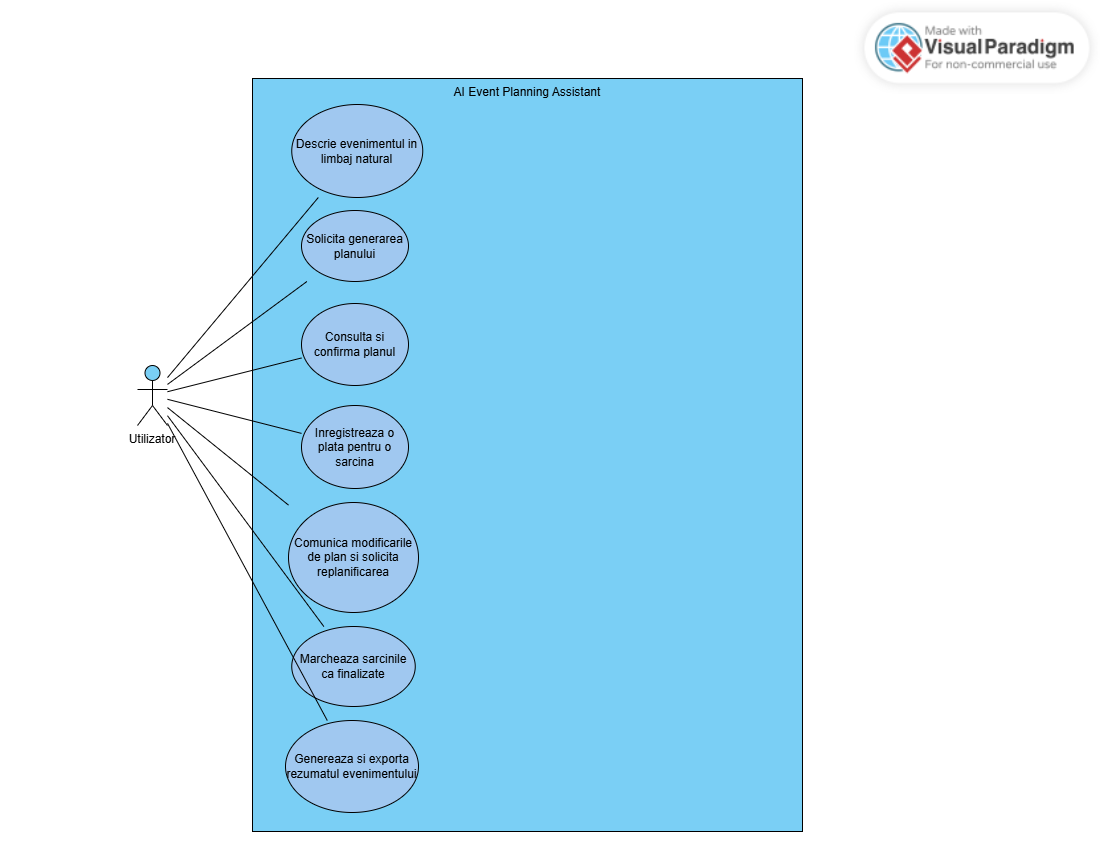 Made with
Visual Paradigm
For non-commercial use
AI Event Planning Assistant
Descrie evenimentul in
limbaj natural
Solicita generarea
planului
Consulta si
confirma planul
Utilizator
Inregistreaza o
plata pentru o
sarcina
Comunica modificarile
de plan si solicita
replanificarea
Marcheaza sarcinile
ca finalizate
Genereaza si exporta
rezumatul evenimentului